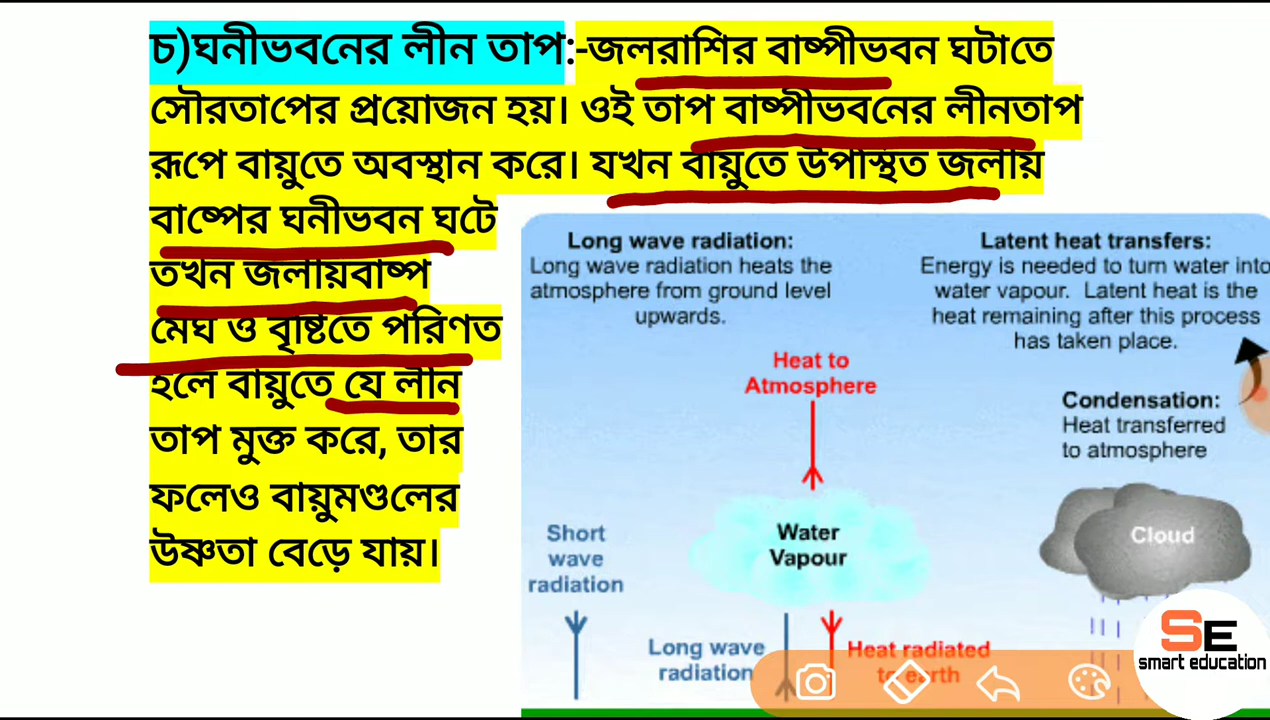 চ)ঘনীভবনের লীন তাপ:-জলরাশির বাষ্পীভবন ঘটাতে
সৌরতাপের প্রয়োজন হয়। ওই তাপ বাষ্পীভবনের লীনতাপ
রূপে বায়ুতে অবস্থান করে। যখন বায়ুতে উপস্থিত জলীয়
বাষ্পের ঘনীভবন ঘটে
তখন জলীয়বাষ্প
মেঘ ও বৃষ্টিতে পরিণত
হলে বায়ুতে যে লীন
তাপ মুক্ত করে, তার
ফলেও বায়ুমণ্ডলের
উষ্ণতা বেড়ে যায়।
Long wave radiation:
Long wave radiation heats the
atmosphere from ground level
upwards.
Latent heat transfers:
Energy is needed to turn water into
water vapour. Latent heat is the
heat remaining after this process
has taken place.
Heat to
Atmosphere
Condensation:
Heat transferred
to atmosphere
Short
wave
radiation
Water
Vapour
Cloud
Long wave
radiation
Heat radiated
to earth
SE
smart education